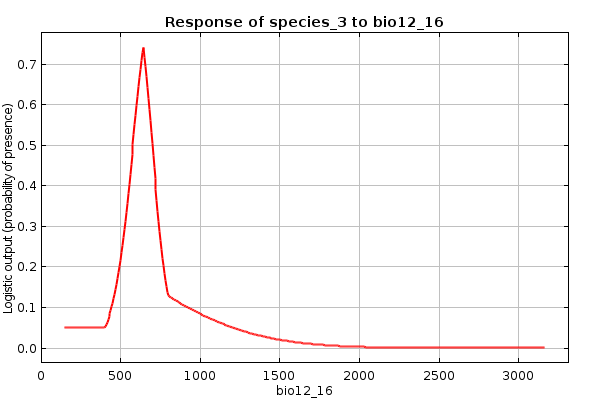 Response of species_3 to bio12_16
Logistic output (probability of presence)
0.7
0.6
0.5
0.4
0.3
0.2
0.1
0.0
0 500 1000 1500 2000 2500 3000
bio12_16